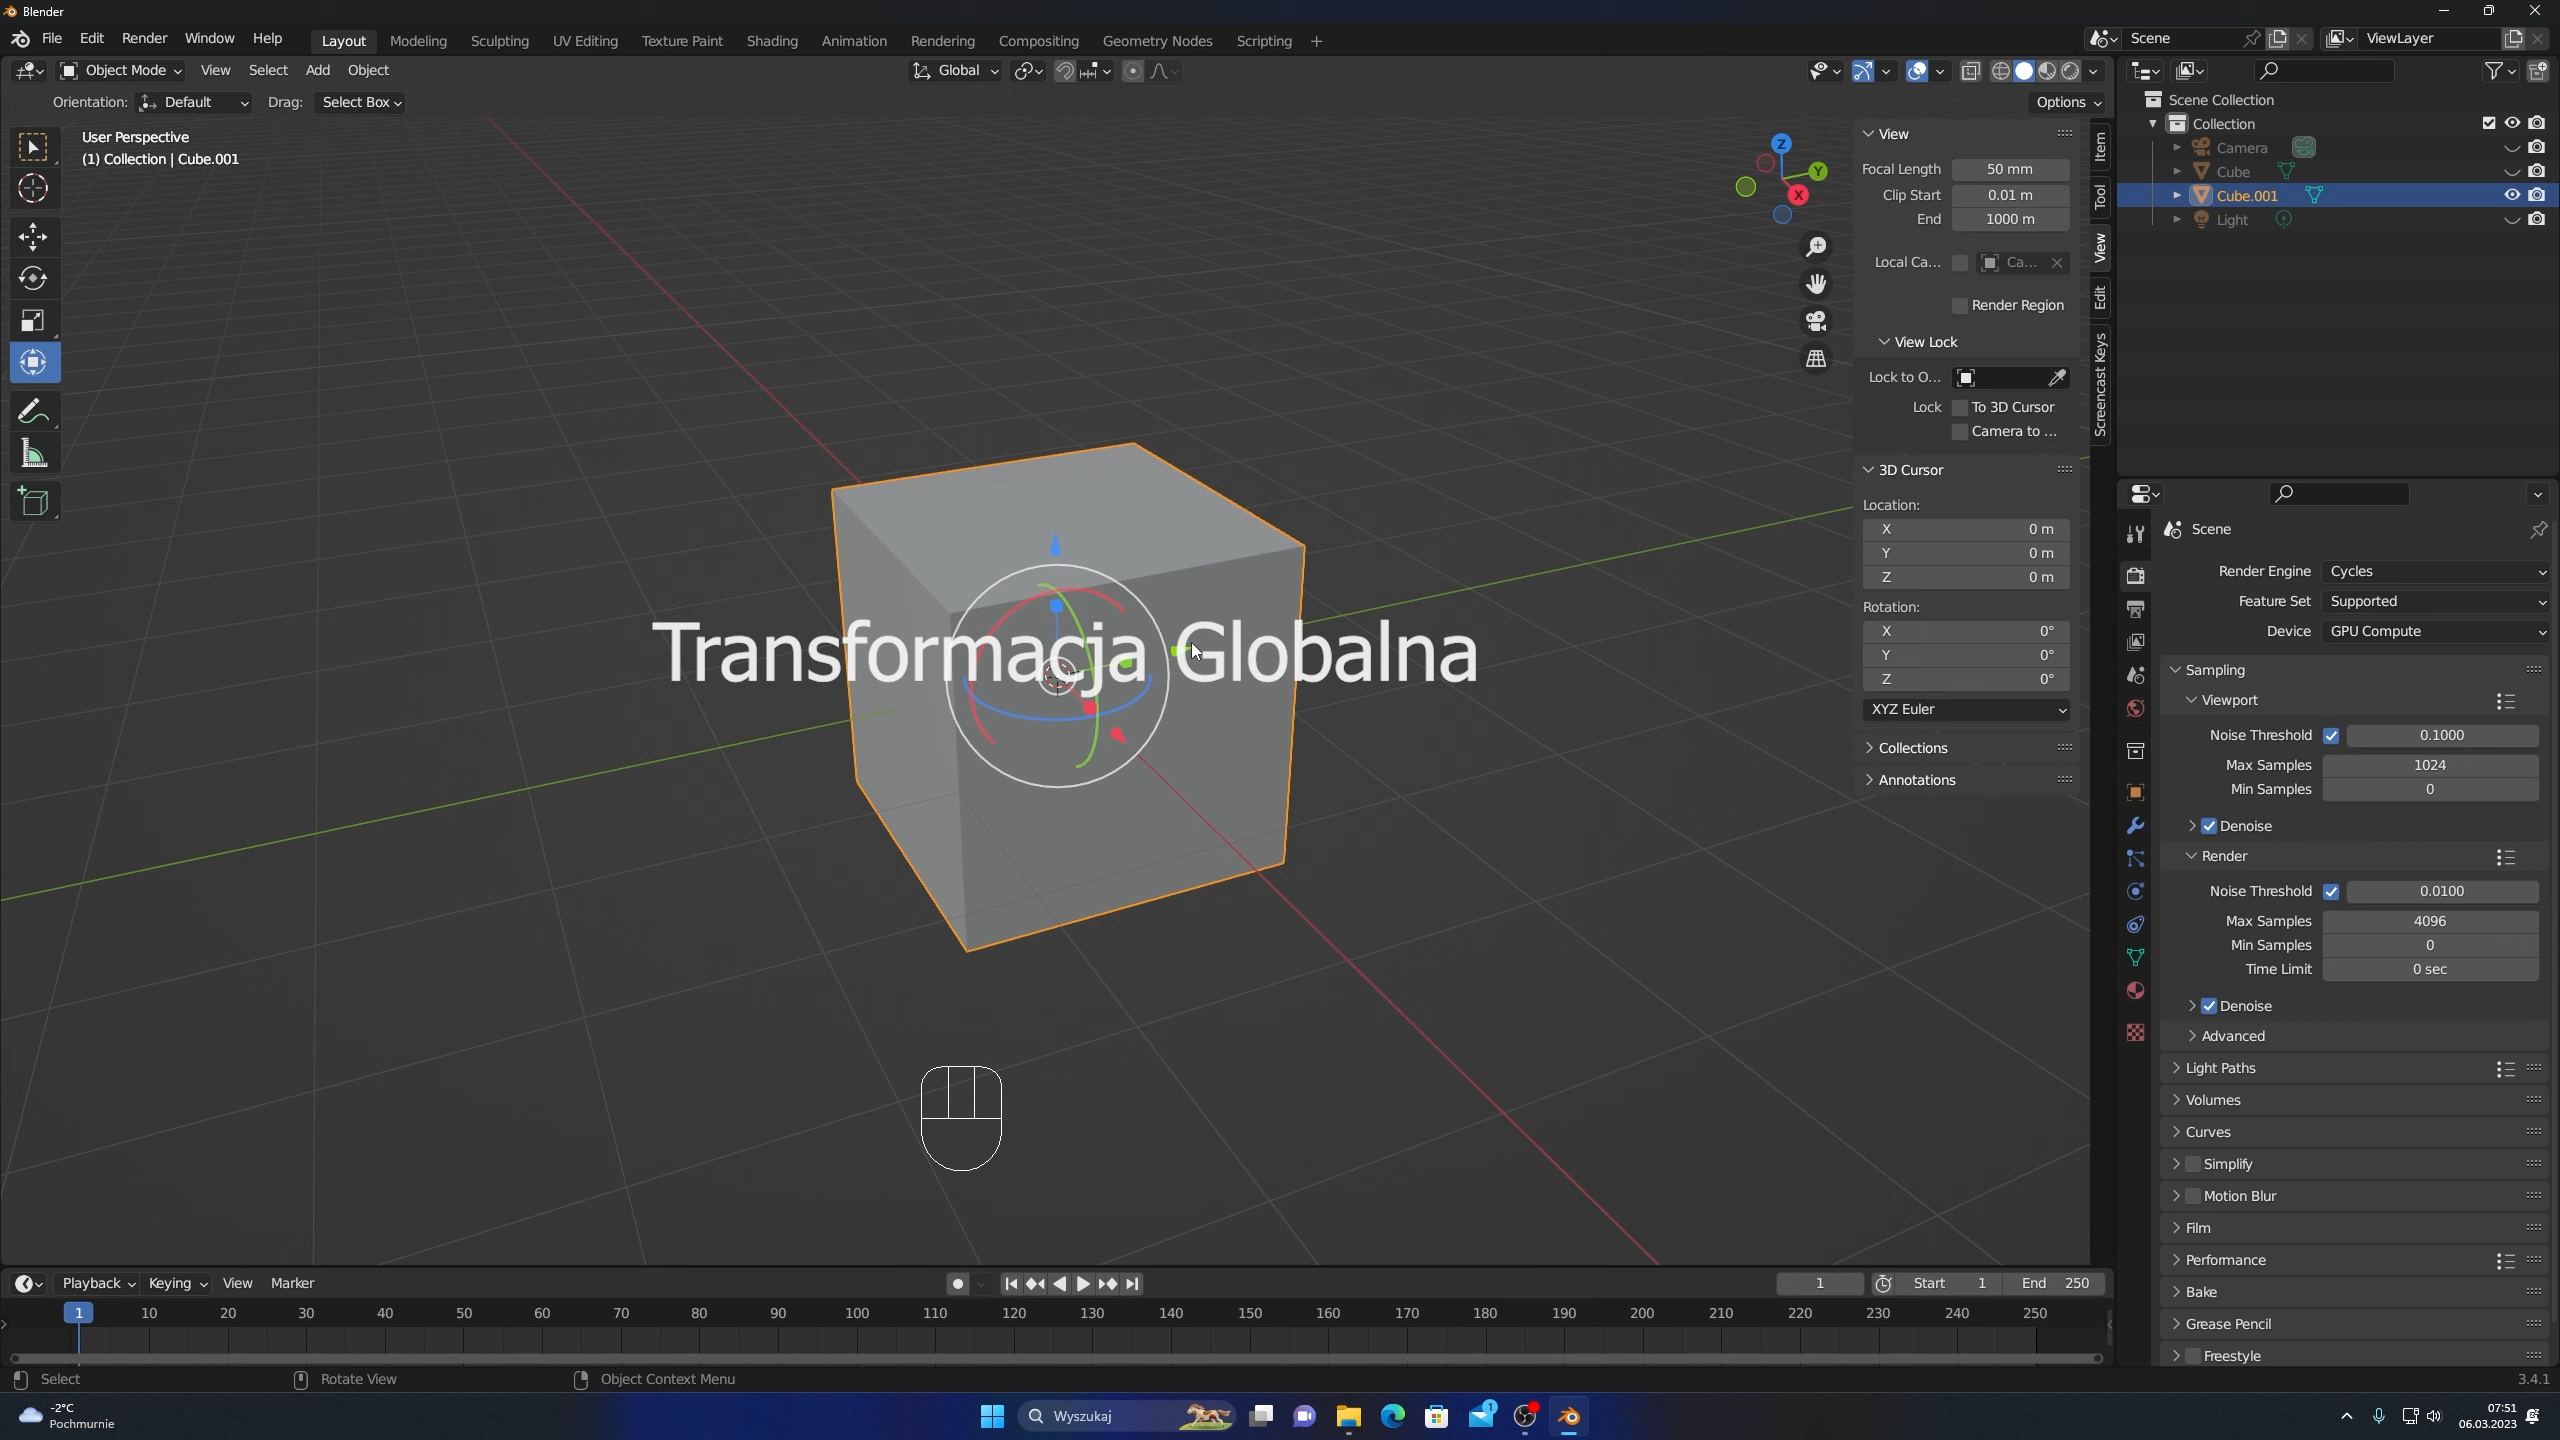 Blender
File Edit Render Window Help Layout Modeling Sculpting UV Editing Texture Paint Shading Animation Rendering Compositing Geometry Nodes Scripting + Scene ViewLayer
Object Mode View Select Add Object Global
Orientation: Default Drag: Select Box Options
User Perspective
(1) Collection | Cube.001
Z
Y
X
View
Focal Length 50 mm
Clip Start 0.01 m
End 1000 m
Local Ca... Ca...
Render Region
View Lock
Lock to O...
Lock To 3D Cursor
Camera to ...
3D Cursor
Location:
X 0 m
Y 0 m
Z 0 m
Rotation:
X 0°
Y 0°
Z 0°
XYZ Euler
Collections
Annotations
Item
Tool
View
Edit
Screencast Keys
Transformacja Globalna
Scene Collection
Collection
Camera
Cube
Cube.001
Light
Scene
Render Engine Cycles
Feature Set Supported
Device GPU Compute
Sampling
Viewport
Noise Threshold 0.1000
Max Samples 1024
Min Samples 0
Denoise
Render
Noise Threshold 0.0100
Max Samples 4096
Min Samples 0
Time Limit 0 sec
Denoise
Advanced
Light Paths
Volumes
Curves
Simplify
Motion Blur
Film
Performance
Bake
Grease Pencil
Freestyle
Playback Keying View Marker 1 Start 1 End 250
1 10 20 30 40 50 60 70 80 90 100 110 120 130 140 150 160 170 180 190 200 210 220 230 240 250
Select Rotate View Object Context Menu 3.4.1
-2°C
Pochmurnie
Wyszukaj
1
07:51
06.03.2023